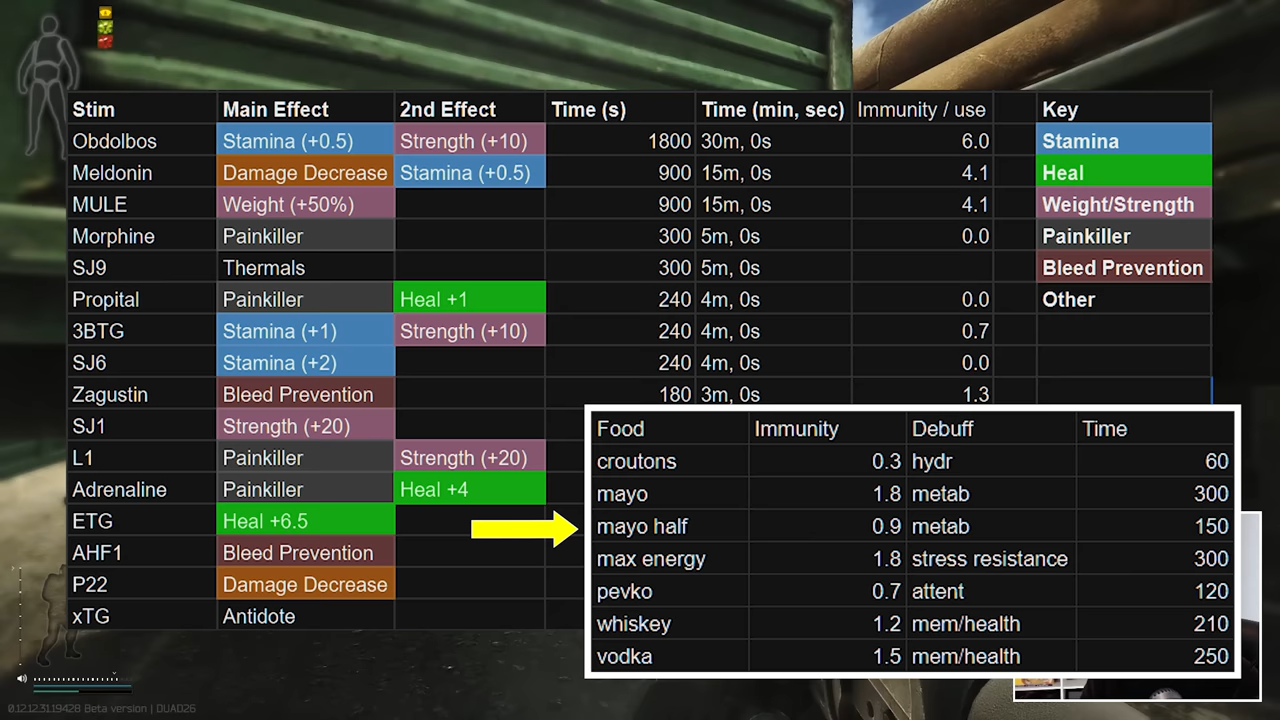 Stim Main Effect 2nd Effect Time (s) Time (min, sec) Immunity / use Key
Obdolbos Stamina (+0.5) Strength (+10) 1800 30m, 0s 6.0 Stamina
Meldonin Damage Decrease Stamina (+0.5) 900 15m, 0s 4.1 Heal
MULE Weight (+50%) 900 15m, 0s 4.1 Weight/Strength
Morphine Painkiller 300 5m, 0s 0.0 Painkiller
SJ9 Thermals 300 5m, 0s Bleed Prevention
Propital Painkiller Heal +1 240 4m, 0s 0.0 Other
3BTG Stamina (+1) Strength (+10) 240 4m, 0s 0.7
SJ6 Stamina (+2) 240 4m, 0s 0.0
Zagustin Bleed Prevention 180 3m, 0s 1.3
SJ1 Strength (+20)
L1 Painkiller Strength (+20)
Adrenaline Painkiller Heal +4
ETG Heal +6.5
AHF1 Bleed Prevention
P22 Damage Decrease
xTG Antidote
Food Immunity Debuff Time
croutons 0.3 hydr 60
mayo 1.8 metab 300
mayo half 0.9 metab 150
max energy 1.8 stress resistance 300
pevko 0.7 attent 120
whiskey 1.2 mem/health 210
vodka 1.5 mem/health 250
0.12.12.31.19428 Beta version | DUAD26